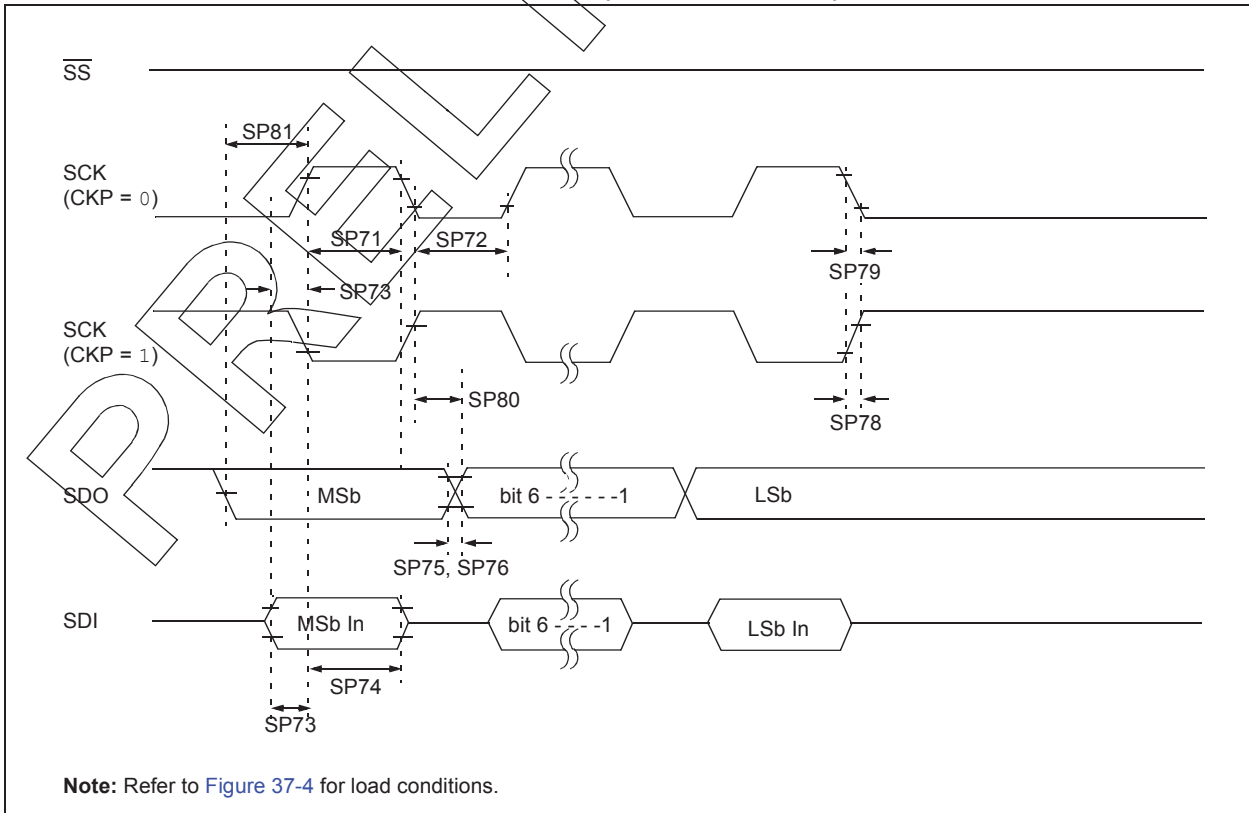 SS
SP81
SCK
(CKP = 0)
SP71
SP72
SP79
SP73
SCK
(CKP = 1)
SP80
SP78
SDO
MSb
bit 6 - - - - - -1
LSb
SP75, SP76
SDI
MSb In
bit 6 - - - -1
LSb In
SP74
SP73
Note: Refer to Figure 37-4 for load conditions.
PREL